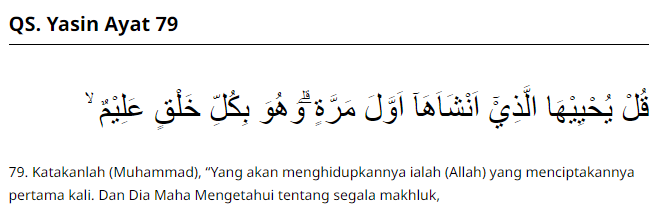 QS. Yasin Ayat 79
قُلْ يُحْيِيْهَا الَّذِيْٓ اَنْشَاَهَآ اَوَّلَ مَرَّةٍ ۗوَهُوَ بِكُلِّ خَلْقٍ عَلِيْمٌ ۙ
79. Katakanlah (Muhammad), “Yang akan menghidupkannya ialah (Allah) yang menciptakannya
pertama kali. Dan Dia Maha Mengetahui tentang segala makhluk,